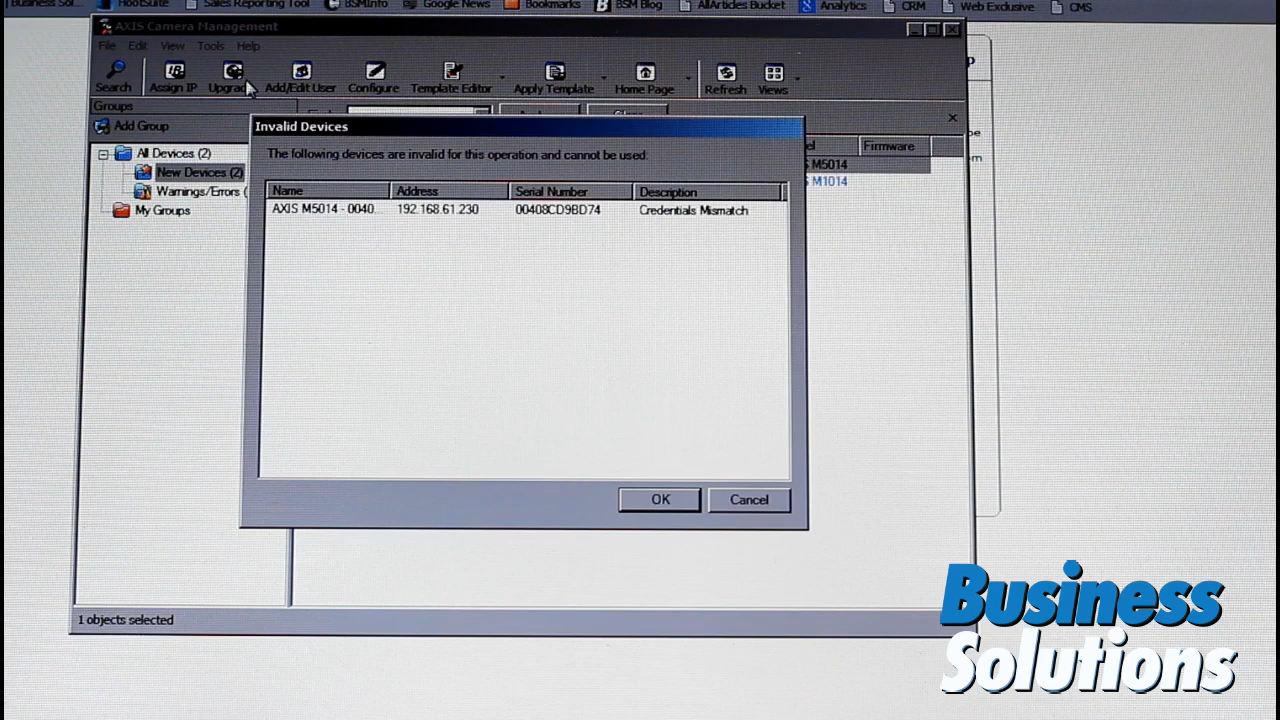 Business Sol...
HootSuite
Sales Reporting Tool
BSMInfo
Google News
Bookmarks
BSM Blog
AllArticles Bucket
Analytics
CRM
Web Exclusive
CMS
AXIS Camera Management
File Edit View Tools Help
Search
Assign IP
Upgrad
Add/Edit User
Configure
Template Editor
Apply Template
Home Page
Refresh
Views
Groups
Add Group
All Devices (2)
New Devices (2)
Warnings/Errors (
My Groups
Firmware
M5014
M1014
Invalid Devices
The following devices are invalid for this operation and cannot be used:
Name Address Serial Number Description
AXIS M5014 - 0040... 192.168.61.230 00408CD9BD74 Credentials Mismatch
OK Cancel
1 objects selected
Business
Solutions